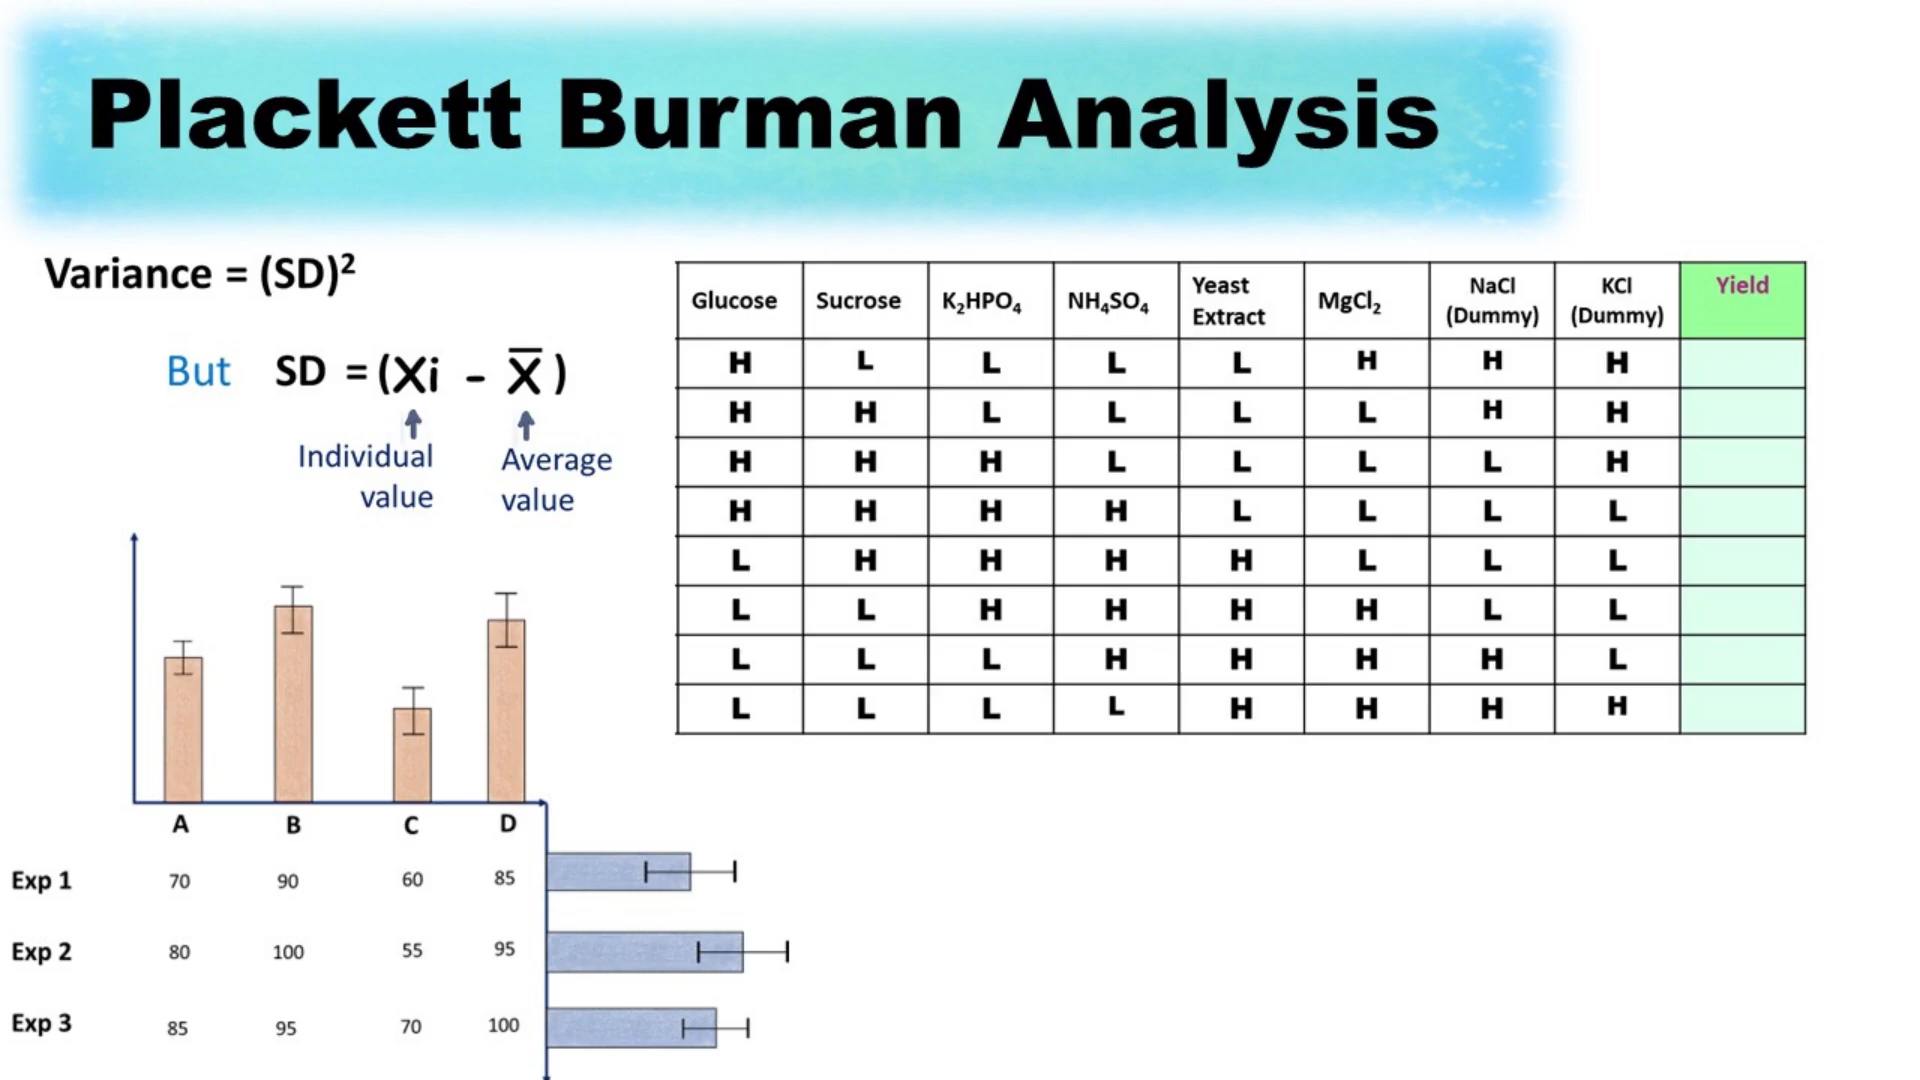 Plackett Burman Analysis
Variance = (SD)²
But SD = (Xi - X̅)
Individual value
Average value
Glucose Sucrose K₂HPO₄ NH₄SO₄ Yeast Extract MgCl₂ NaCl (Dummy) KCl (Dummy) Yield
H L L L L H H H
H H L L L L H H
H H H L L L L H
H H H H L L L L
L H H H H L L L
L L H H H H L L
L L L H H H H L
L L L L H H H H
A B C D
Exp 1 70 90 60 85
Exp 2 80 100 55 95
Exp 3 85 95 70 100